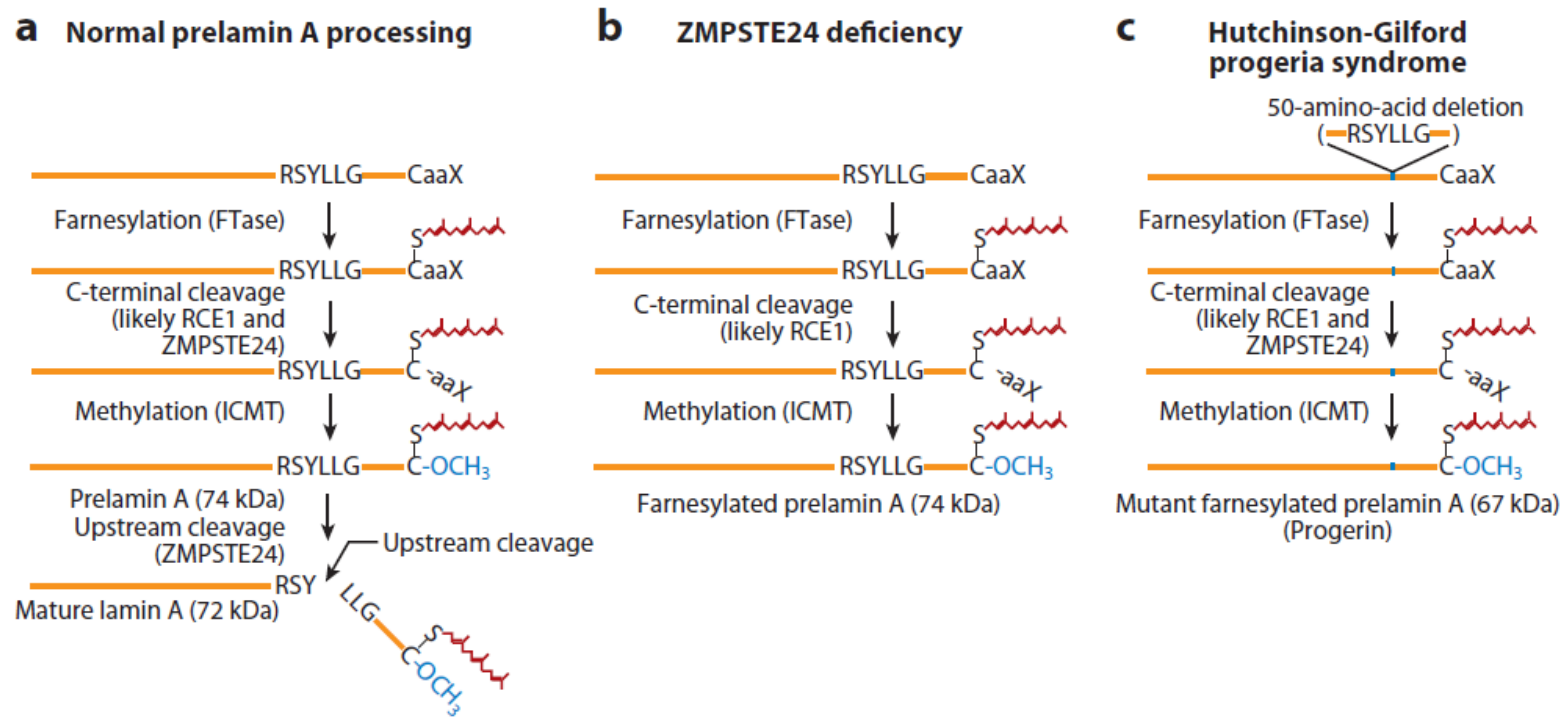 a Normal prelamin A processing
RSYLLG CaaX
Farnesylation (FTase)
S
RSYLLG CaaX
C-terminal cleavage
(likely RCE1 and
ZMPSTE24)
S
RSYLLG C -aaX
Methylation (ICMT)
S
RSYLLG C-OCH3
Prelamin A (74 kDa)
Upstream cleavage
(ZMPSTE24)
Upstream cleavage
RSY
LLG
S
C-OCH3
Mature lamin A (72 kDa)
b ZMPSTE24 deficiency
RSYLLG CaaX
Farnesylation (FTase)
S
RSYLLG CaaX
C-terminal cleavage
(likely RCE1)
S
RSYLLG C -aaX
Methylation (ICMT)
S
RSYLLG C-OCH3
Farnesylated prelamin A (74 kDa)
c Hutchinson-Gilford
progeria syndrome
50-amino-acid deletion
( RSYLLG )
CaaX
Farnesylation (FTase)
S
CaaX
C-terminal cleavage
(likely RCE1 and
ZMPSTE24)
S
C -aaX
Methylation (ICMT)
S
C-OCH3
Mutant farnesylated prelamin A (67 kDa)
(Progerin)